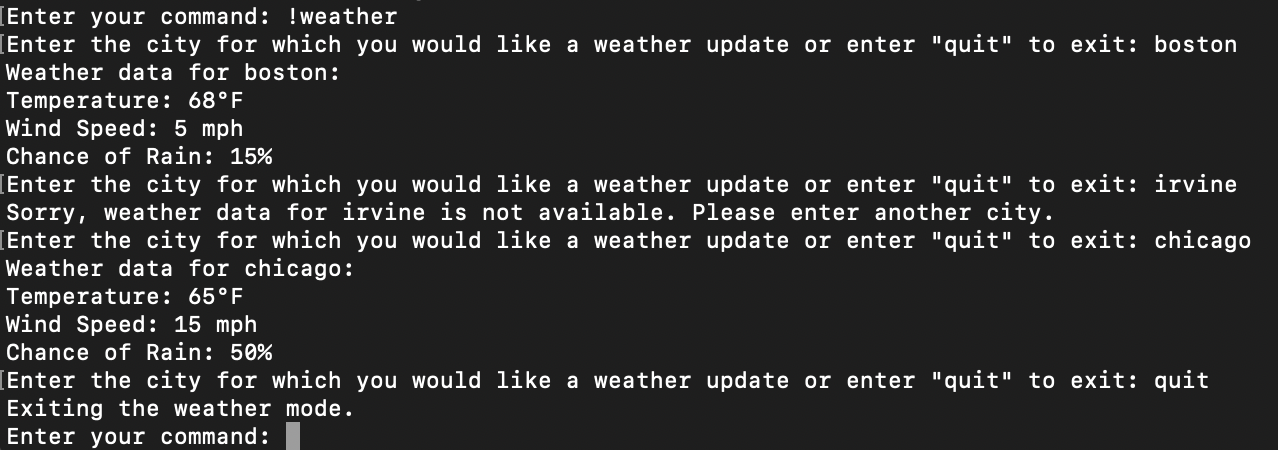 Enter your command: !weather
Enter the city for which you would like a weather update or enter "quit" to exit: boston
Weather data for boston:
Temperature: 68°F
Wind Speed: 5 mph
Chance of Rain: 15%
Enter the city for which you would like a weather update or enter "quit" to exit: irvine
Sorry, weather data for irvine is not available. Please enter another city.
Enter the city for which you would like a weather update or enter "quit" to exit: chicago
Weather data for chicago:
Temperature: 65°F
Wind Speed: 15 mph
Chance of Rain: 50%
Enter the city for which you would like a weather update or enter "quit" to exit: quit
Exiting the weather mode.
Enter your command: